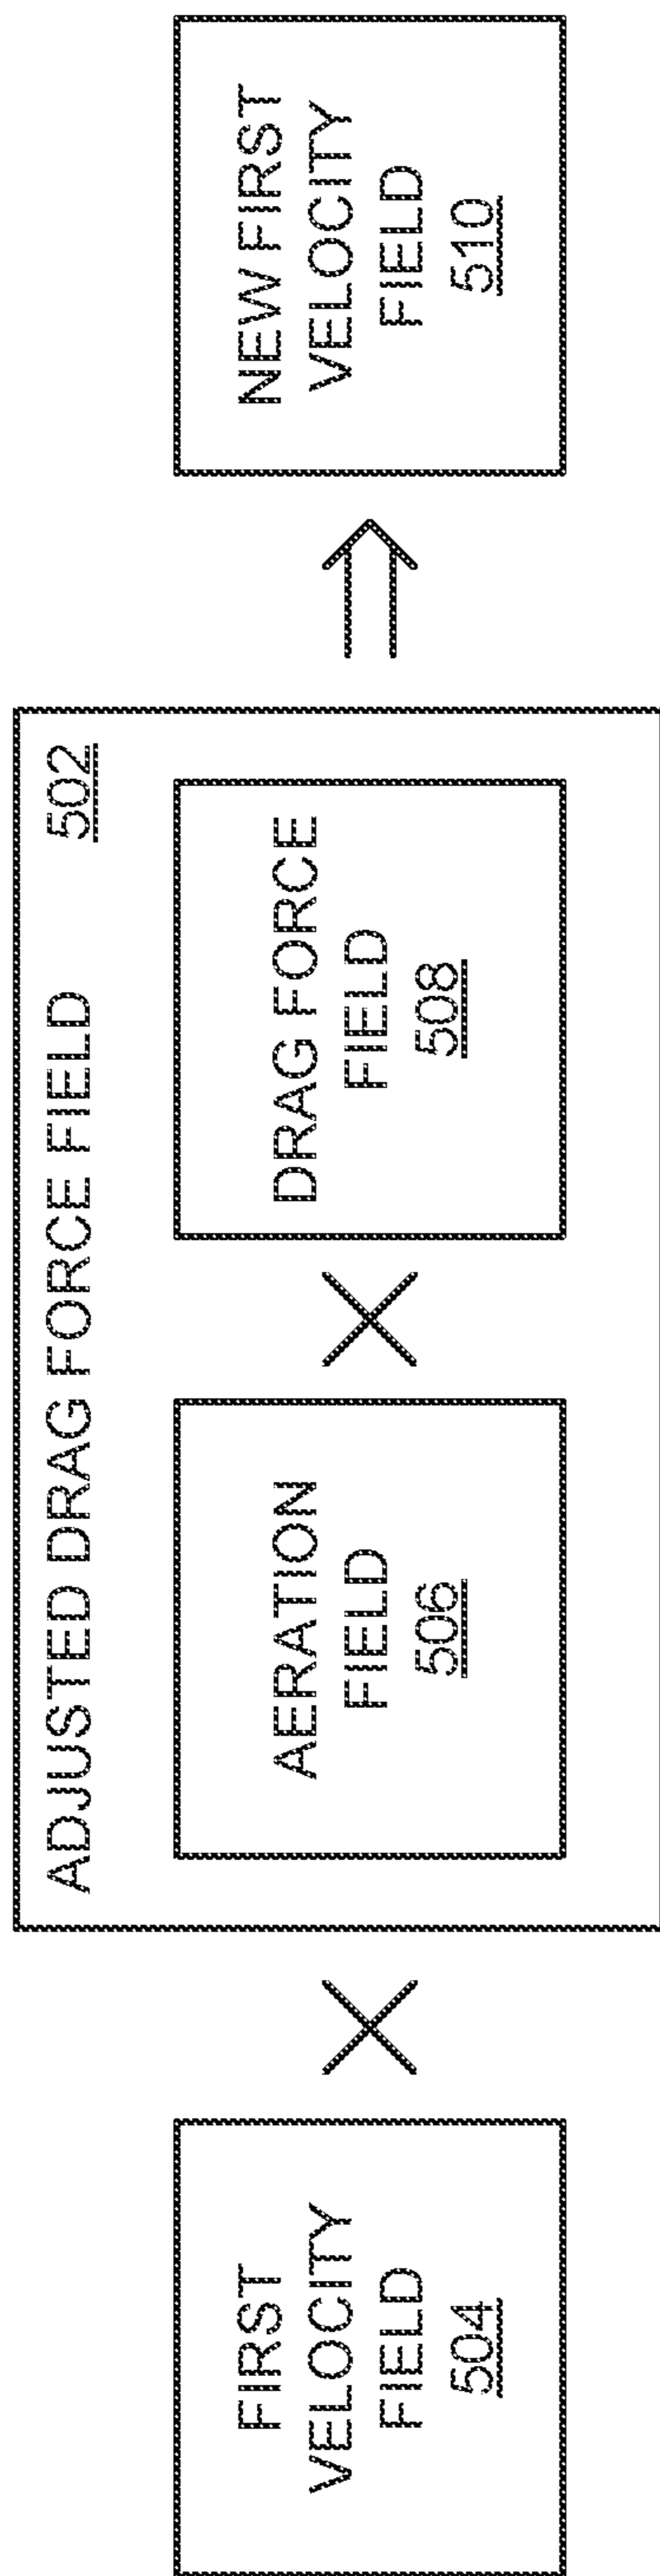 FIRST
VELOCITY
FIELD
504
ADJUSTED DRAG FORCE FIELD 502
AERATION
FIELD
506
DRAG FORCE
FIELD
508
NEW FIRST
VELOCITY
FIELD
510